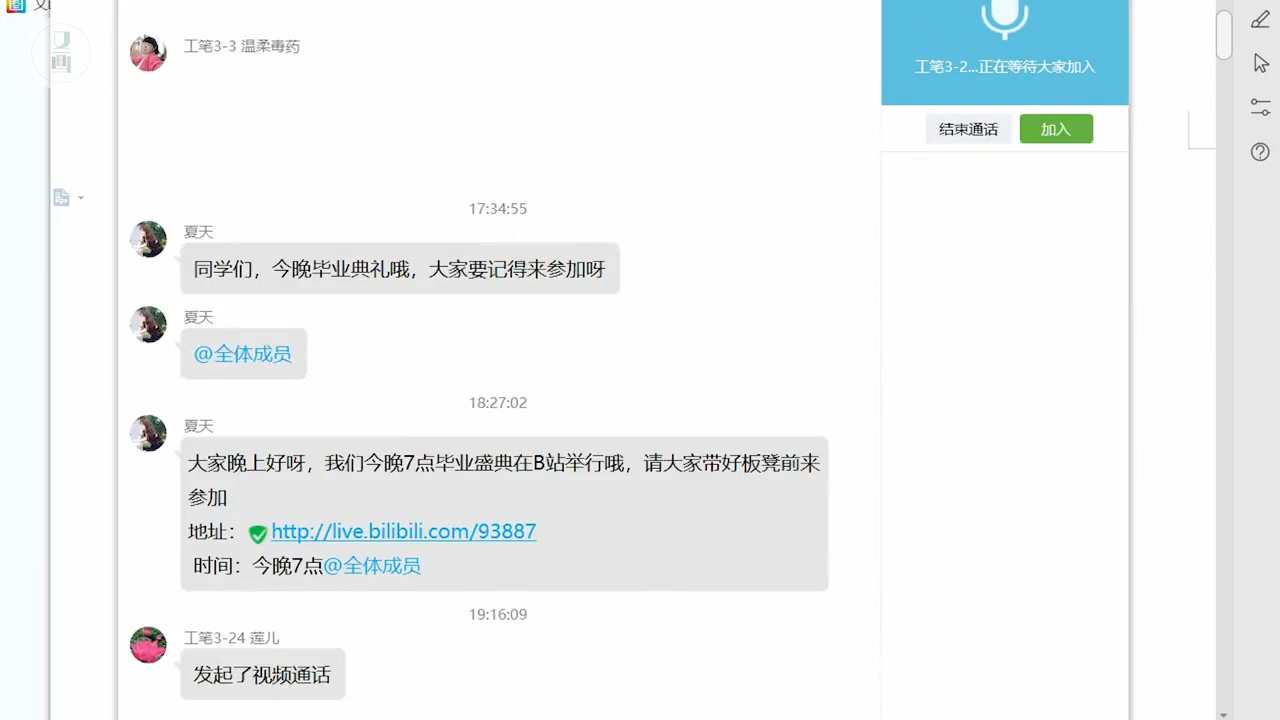 工笔3-3 温柔毒药
工笔3-2...正在等待大家加入
结束通话
加入
17:34:55
夏天
同学们，今晚毕业典礼哦，大家要记得来参加呀
夏天
@全体成员
18:27:02
夏天
大家晚上好呀，我们今晚7点毕业盛典在B站举行哦，请大家带好板凳前来
参加
地址：http://live.bilibili.com/93887
时间：今晚7点@全体成员
19:16:09
工笔3-24 莲儿
发起了视频通话